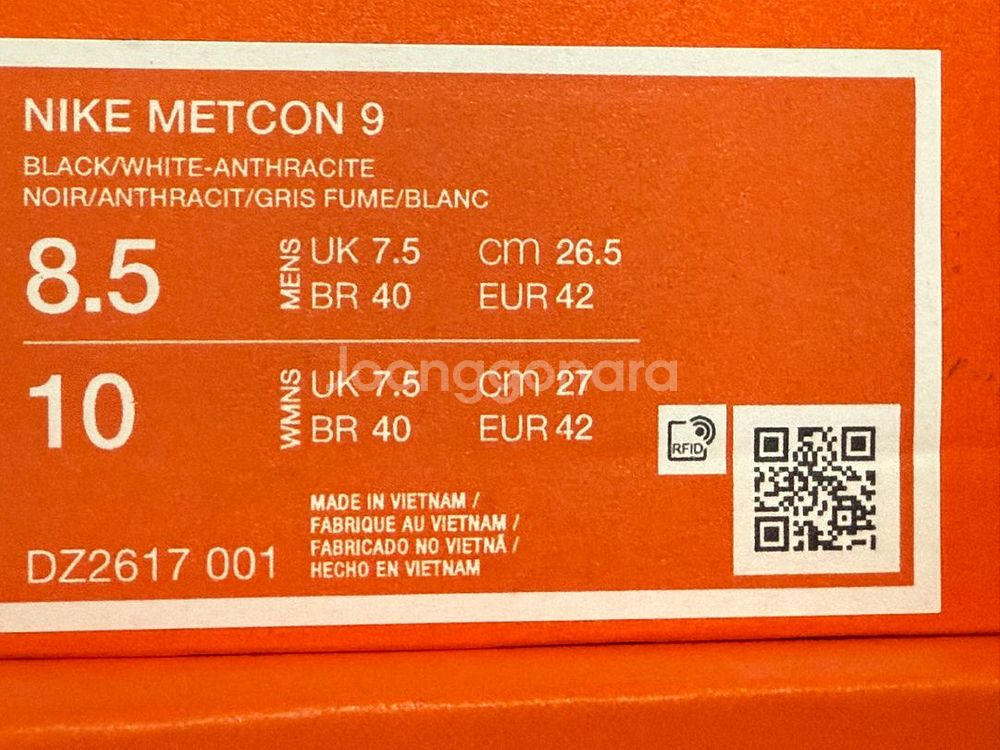 NIKE METCON 9
BLACK/WHITE-ANTHRACITE
NOIR/ANTHRACIT/GRIS FUME/BLANC
8.5 MENS UK 7.5 cm 26.5
BR 40 EUR 42
joonggonara
10 WMNS UK 7.5 cm 27
BR 40 EUR 42
RFID
MADE IN VIETNAM /
FABRIQUE AU VIETNAM /
FABRICADO NO VIETNÃ /
HECHO EN VIETNAM
DZ2617 001